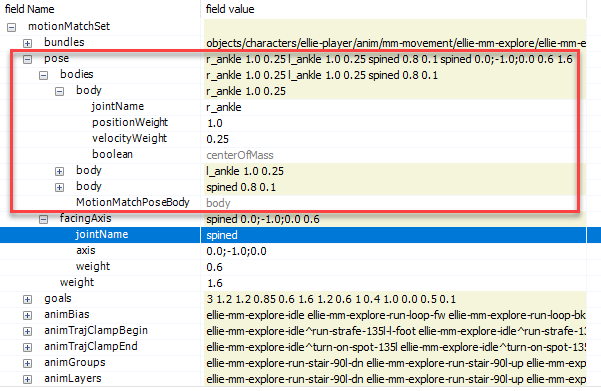 field Name field value
motionMatchSet
bundles objects/characters/ellie-player/anim/mm-movement/ellie-mm-explore/ellie-mm-e
pose r_ankle 1.0 0.25 l_ankle 1.0 0.25 spined 0.8 0.1 spined 0.0;-1.0;0.0 0.6 1.6
bodies r_ankle 1.0 0.25 l_ankle 1.0 0.25 spined 0.8 0.1
body r_ankle 1.0 0.25
jointName r_ankle
positionWeight 1.0
velocityWeight 0.25
boolean centerOfMass
body l_ankle 1.0 0.25
body spined 0.8 0.1
MotionMatchPoseBody body
facingAxis spined 0.0;-1.0;0.0 0.6
jointName spined
axis 0.0;-1.0;0.0
weight 0.6
weight 1.6
goals 3 1.2 1.2 0.85 0.6 1.6 1.2 0.6 1 0.4 1.0 0.0 0.5 0.1
animBias ellie-mm-explore-idle ellie-mm-explore-run-loop-fw ellie-mm-explore-run-loop-bk
animTrajClampBegin ellie-mm-explore-idle^run-strafe-135l-l-foot ellie-mm-explore-idle^run-strafe-13
animTrajClampEnd ellie-mm-explore-idle^turn-on-spot-135l ellie-mm-explore-idle^turn-on-spot-135
animGroups ellie-mm-explore-run-stair-90l-dn ellie-mm-explore-run-stair-90l-up ellie-mm-exp
animLayers ellie-mm-explore-run-stair-90l-dn ellie-mm-explore-run-stair-90l-up ellie-mm-exp